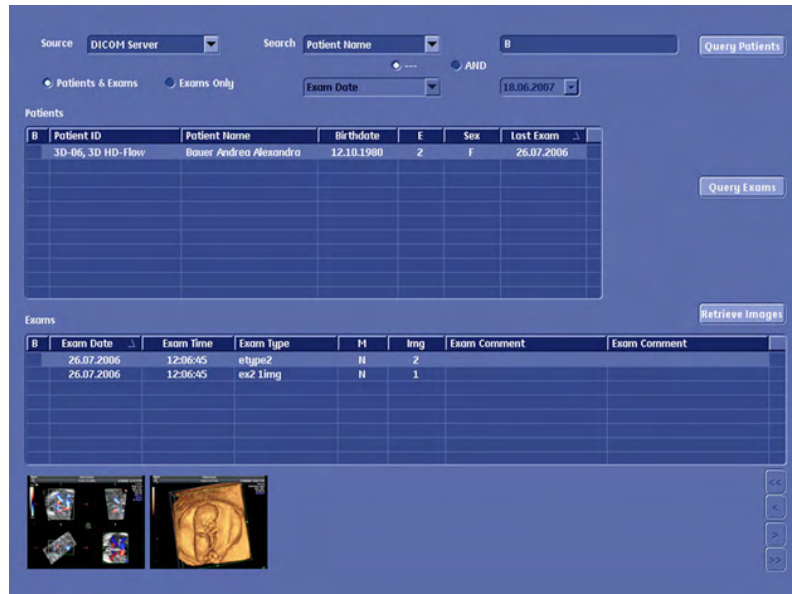 Source DICOM Server Search Patient Name B Query Patients
--- AND
Patients & Exams Exams Only Exam Date 18.06.2007
Patients
B Patient ID Patient Name Birthdate E Sex Last Exam
3D-06, 3D HD-Flow Bauer Andrea Alexandra 12.10.1980 2 F 26.07.2006
Query Exams
Retrieve Images
Exams
B Exam Date Exam Time Exam Type M Img Exam Comment Exam Comment
26.07.2006 12:06:45 etype2 N 2
26.07.2006 12:06:45 ex2 1img N 1
<<
<
>
>>